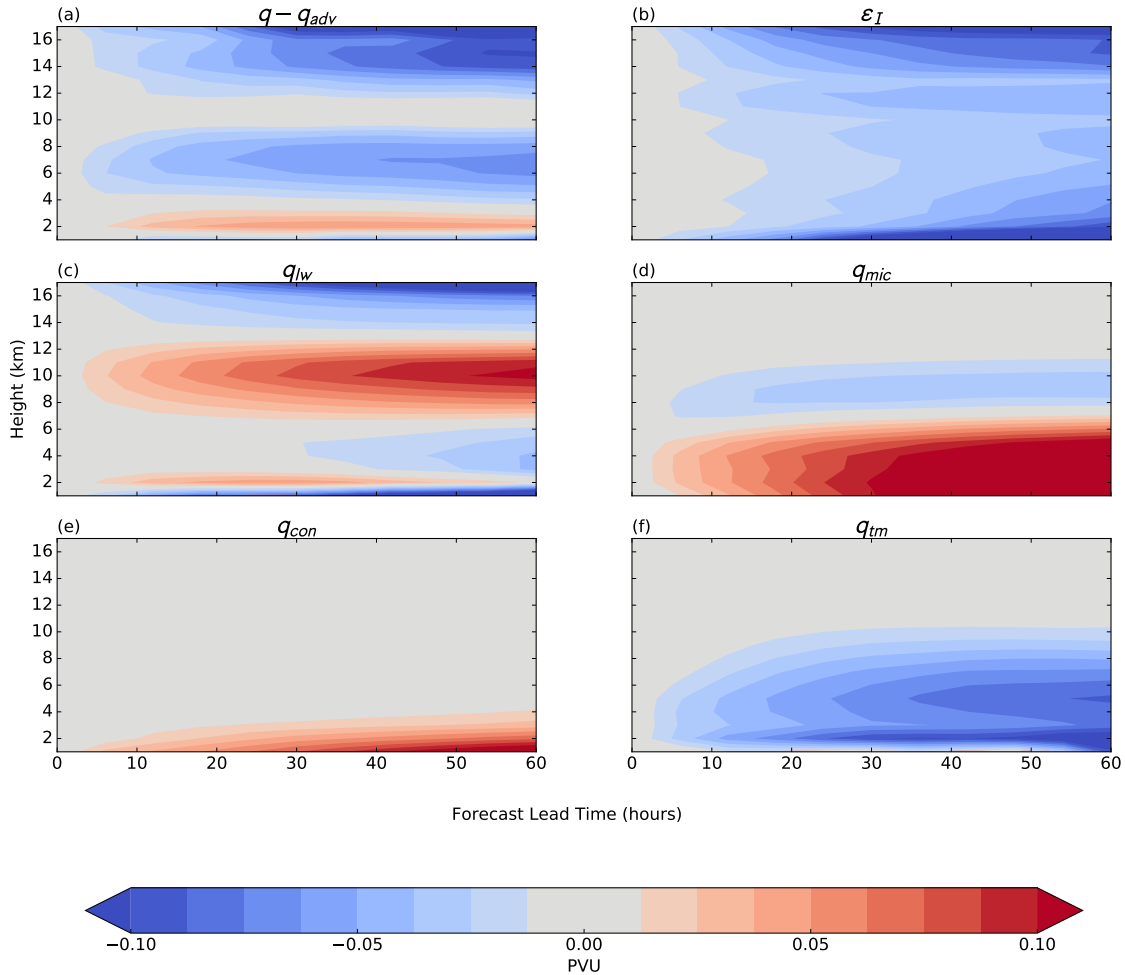 (a) q − q_adv
(b) ε_I
16
14
12
10
8
6
4
2
(c) q_lw
(d) q_mic
16
14
12
10
8
6
4
2
Height (km)
(e) q_con
(f) q_tm
16
14
12
10
8
6
4
2
0 10 20 30 40 50 60
0 10 20 30 40 50 60
Forecast Lead Time (hours)
−0.10 −0.05 0.00 0.05 0.10
PVU